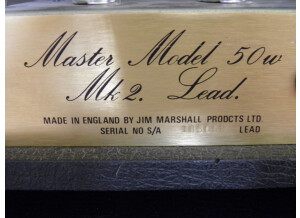 Master Model 50w
Mk2. Lead.
MADE IN ENGLAND BY JIM MARSHALL PRODCTS LTD.
SERIAL NO S/A LEAD